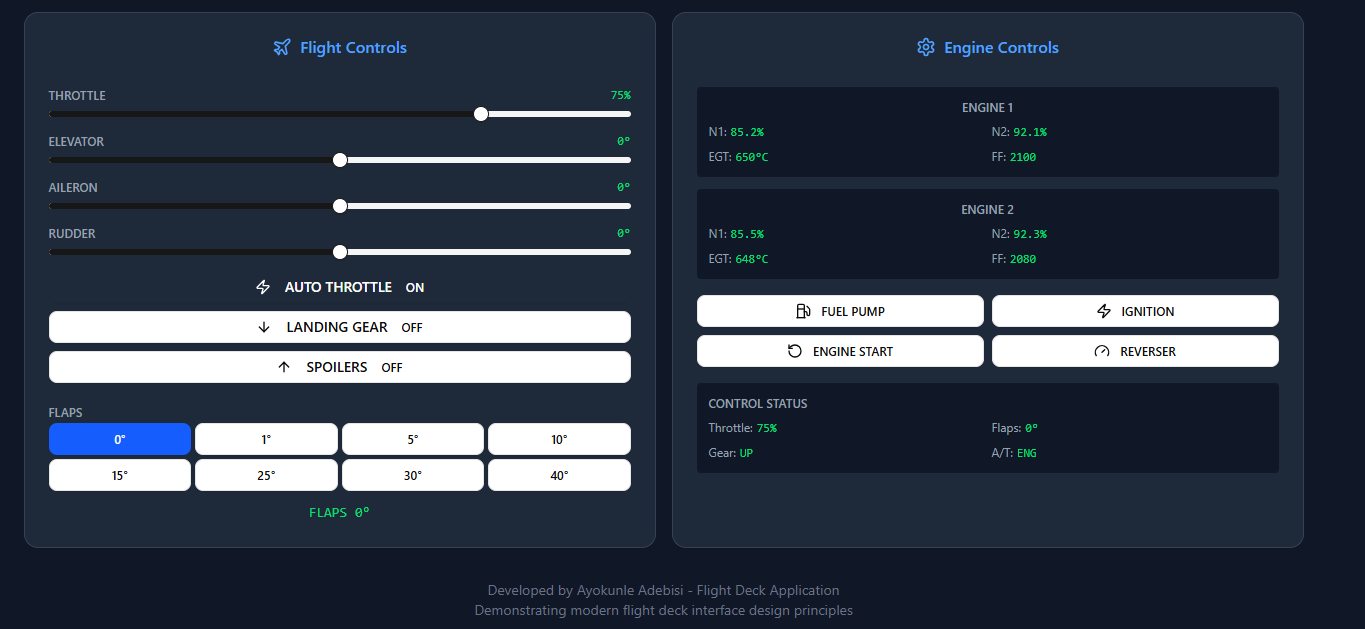 Flight Controls
THROTTLE 75%
ELEVATOR 0°
AILERON 0°
RUDDER 0°
AUTO THROTTLE ON
LANDING GEAR OFF
SPOILERS OFF
FLAPS
0° 1° 5° 10°
15° 25° 30° 40°
FLAPS 0°
Engine Controls
ENGINE 1
N1: 85.2% N2: 92.1%
EGT: 650°C FF: 2100
ENGINE 2
N1: 85.5% N2: 92.3%
EGT: 648°C FF: 2080
FUEL PUMP IGNITION
ENGINE START REVERSER
CONTROL STATUS
Throttle: 75% Flaps: 0°
Gear: UP A/T: ENG
Developed by Ayokunle Adebisi - Flight Deck Application
Demonstrating modern flight deck interface design principles